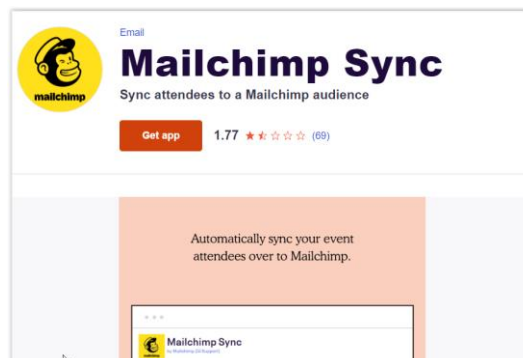 Email
mailchimp
Mailchimp Sync
Sync attendees to a Mailchimp audience
Get app
1.77
(69)
Automatically sync your event
attendees over to Mailchimp.
Mailchimp Sync